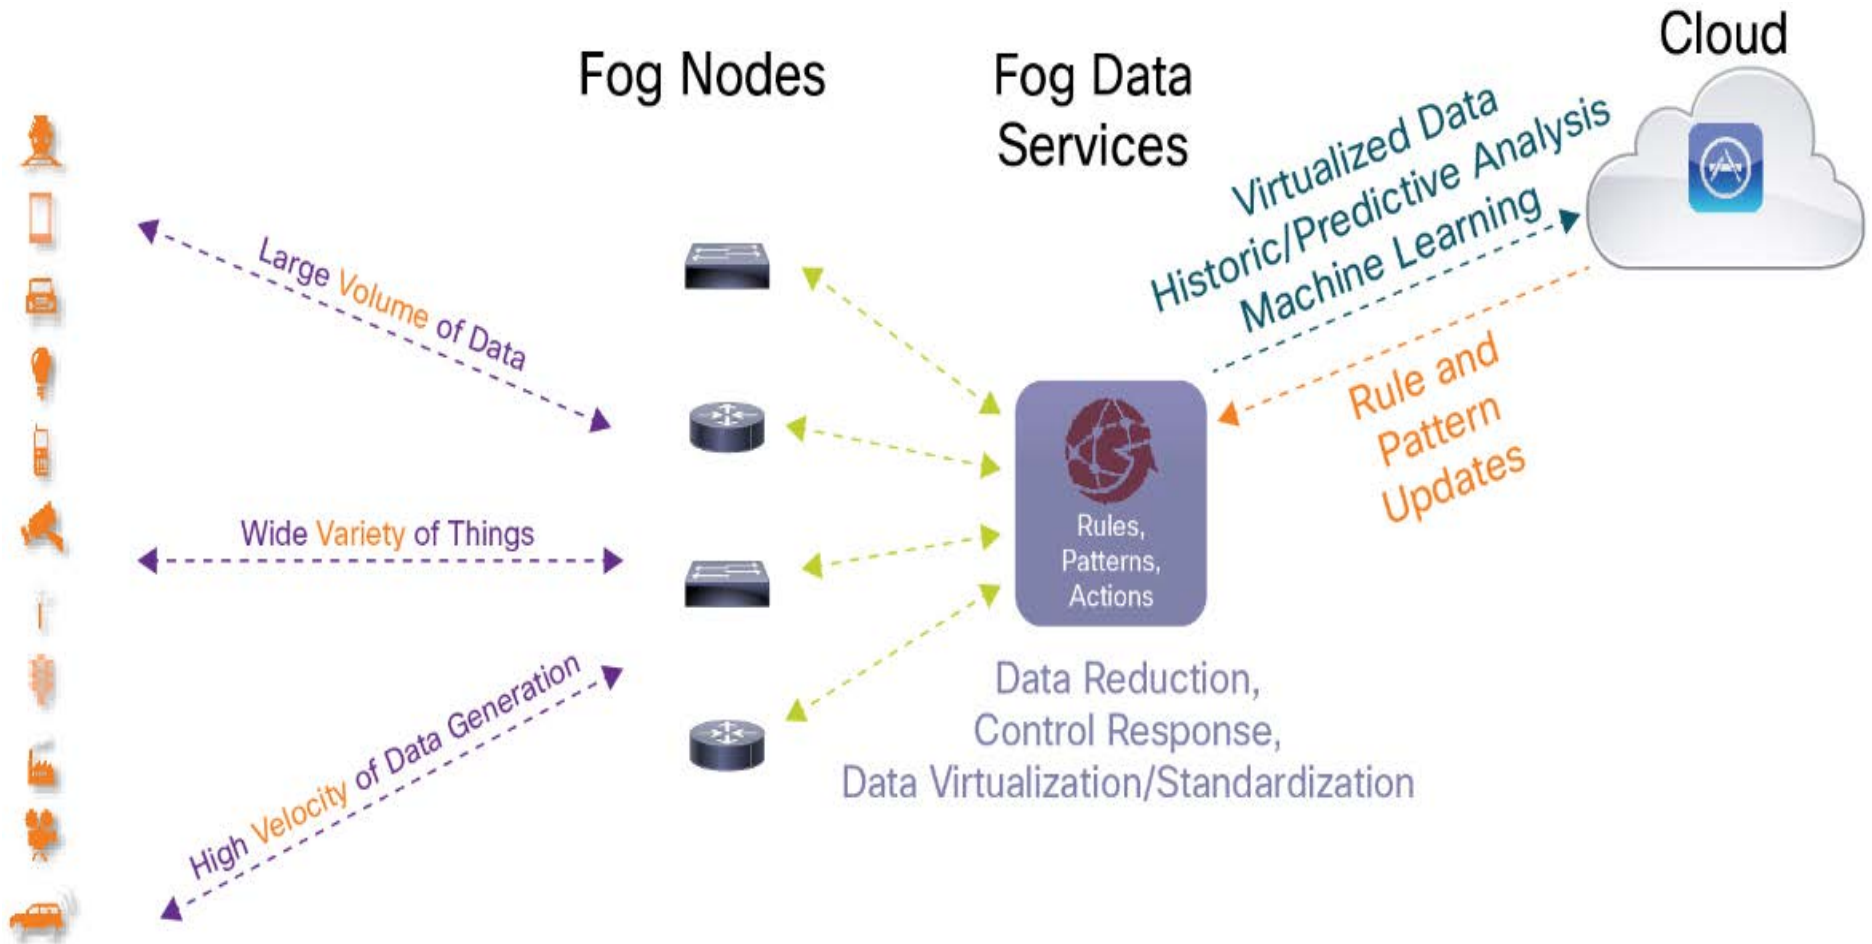 Fog Nodes
Fog Data
Services
Cloud
Large Volume of Data
Wide Variety of Things
High Velocity of Data Generation
Virtualized Data
Historic/Predictive Analysis
Machine Learning
Rule and
Pattern
Updates
Rules,
Patterns,
Actions
Data Reduction,
Control Response,
Data Virtualization/Standardization